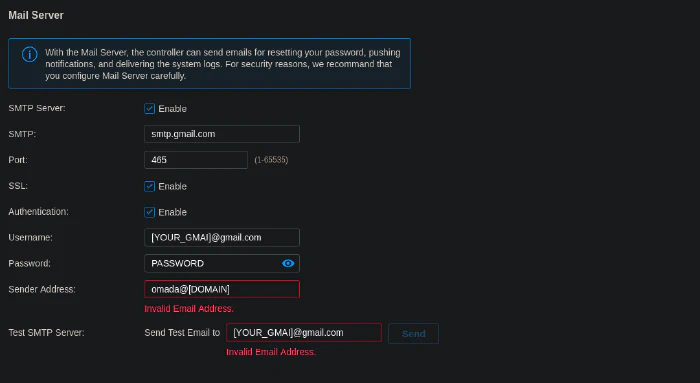 Mail Server
With the Mail Server, the controller can send emails for resetting your password, pushing
notifications, and delivering the system logs. For security reasons, we recommand that
you configure Mail Server carefully.
SMTP Server: Enable
SMTP: smtp.gmail.com
Port: 465 (1-65535)
SSL: Enable
Authentication: Enable
Username: [YOUR_GMAI]@gmail.com
Password: PASSWORD
Sender Address: omada@[DOMAIN]
Invalid Email Address.
Test SMTP Server: Send Test Email to [YOUR_GMAI]@gmail.com Send
Invalid Email Address.